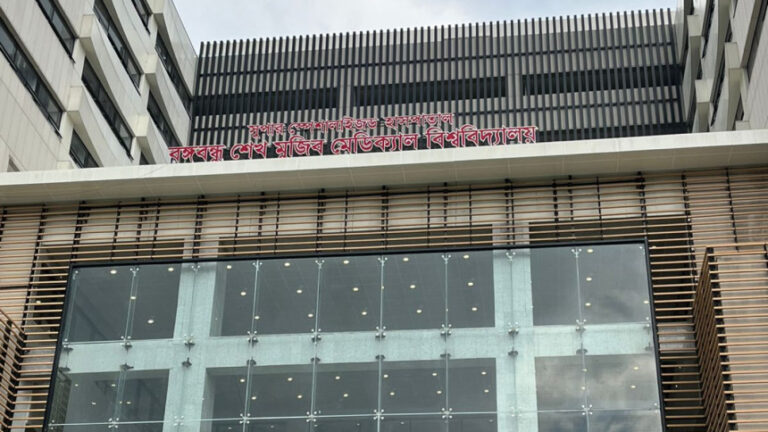 সুপার স্পেশালাইজড হাসপাতাল
বঙ্গবন্ধু শেখ মুজিব মেডিক্যাল বিশ্ববিদ্যালয়